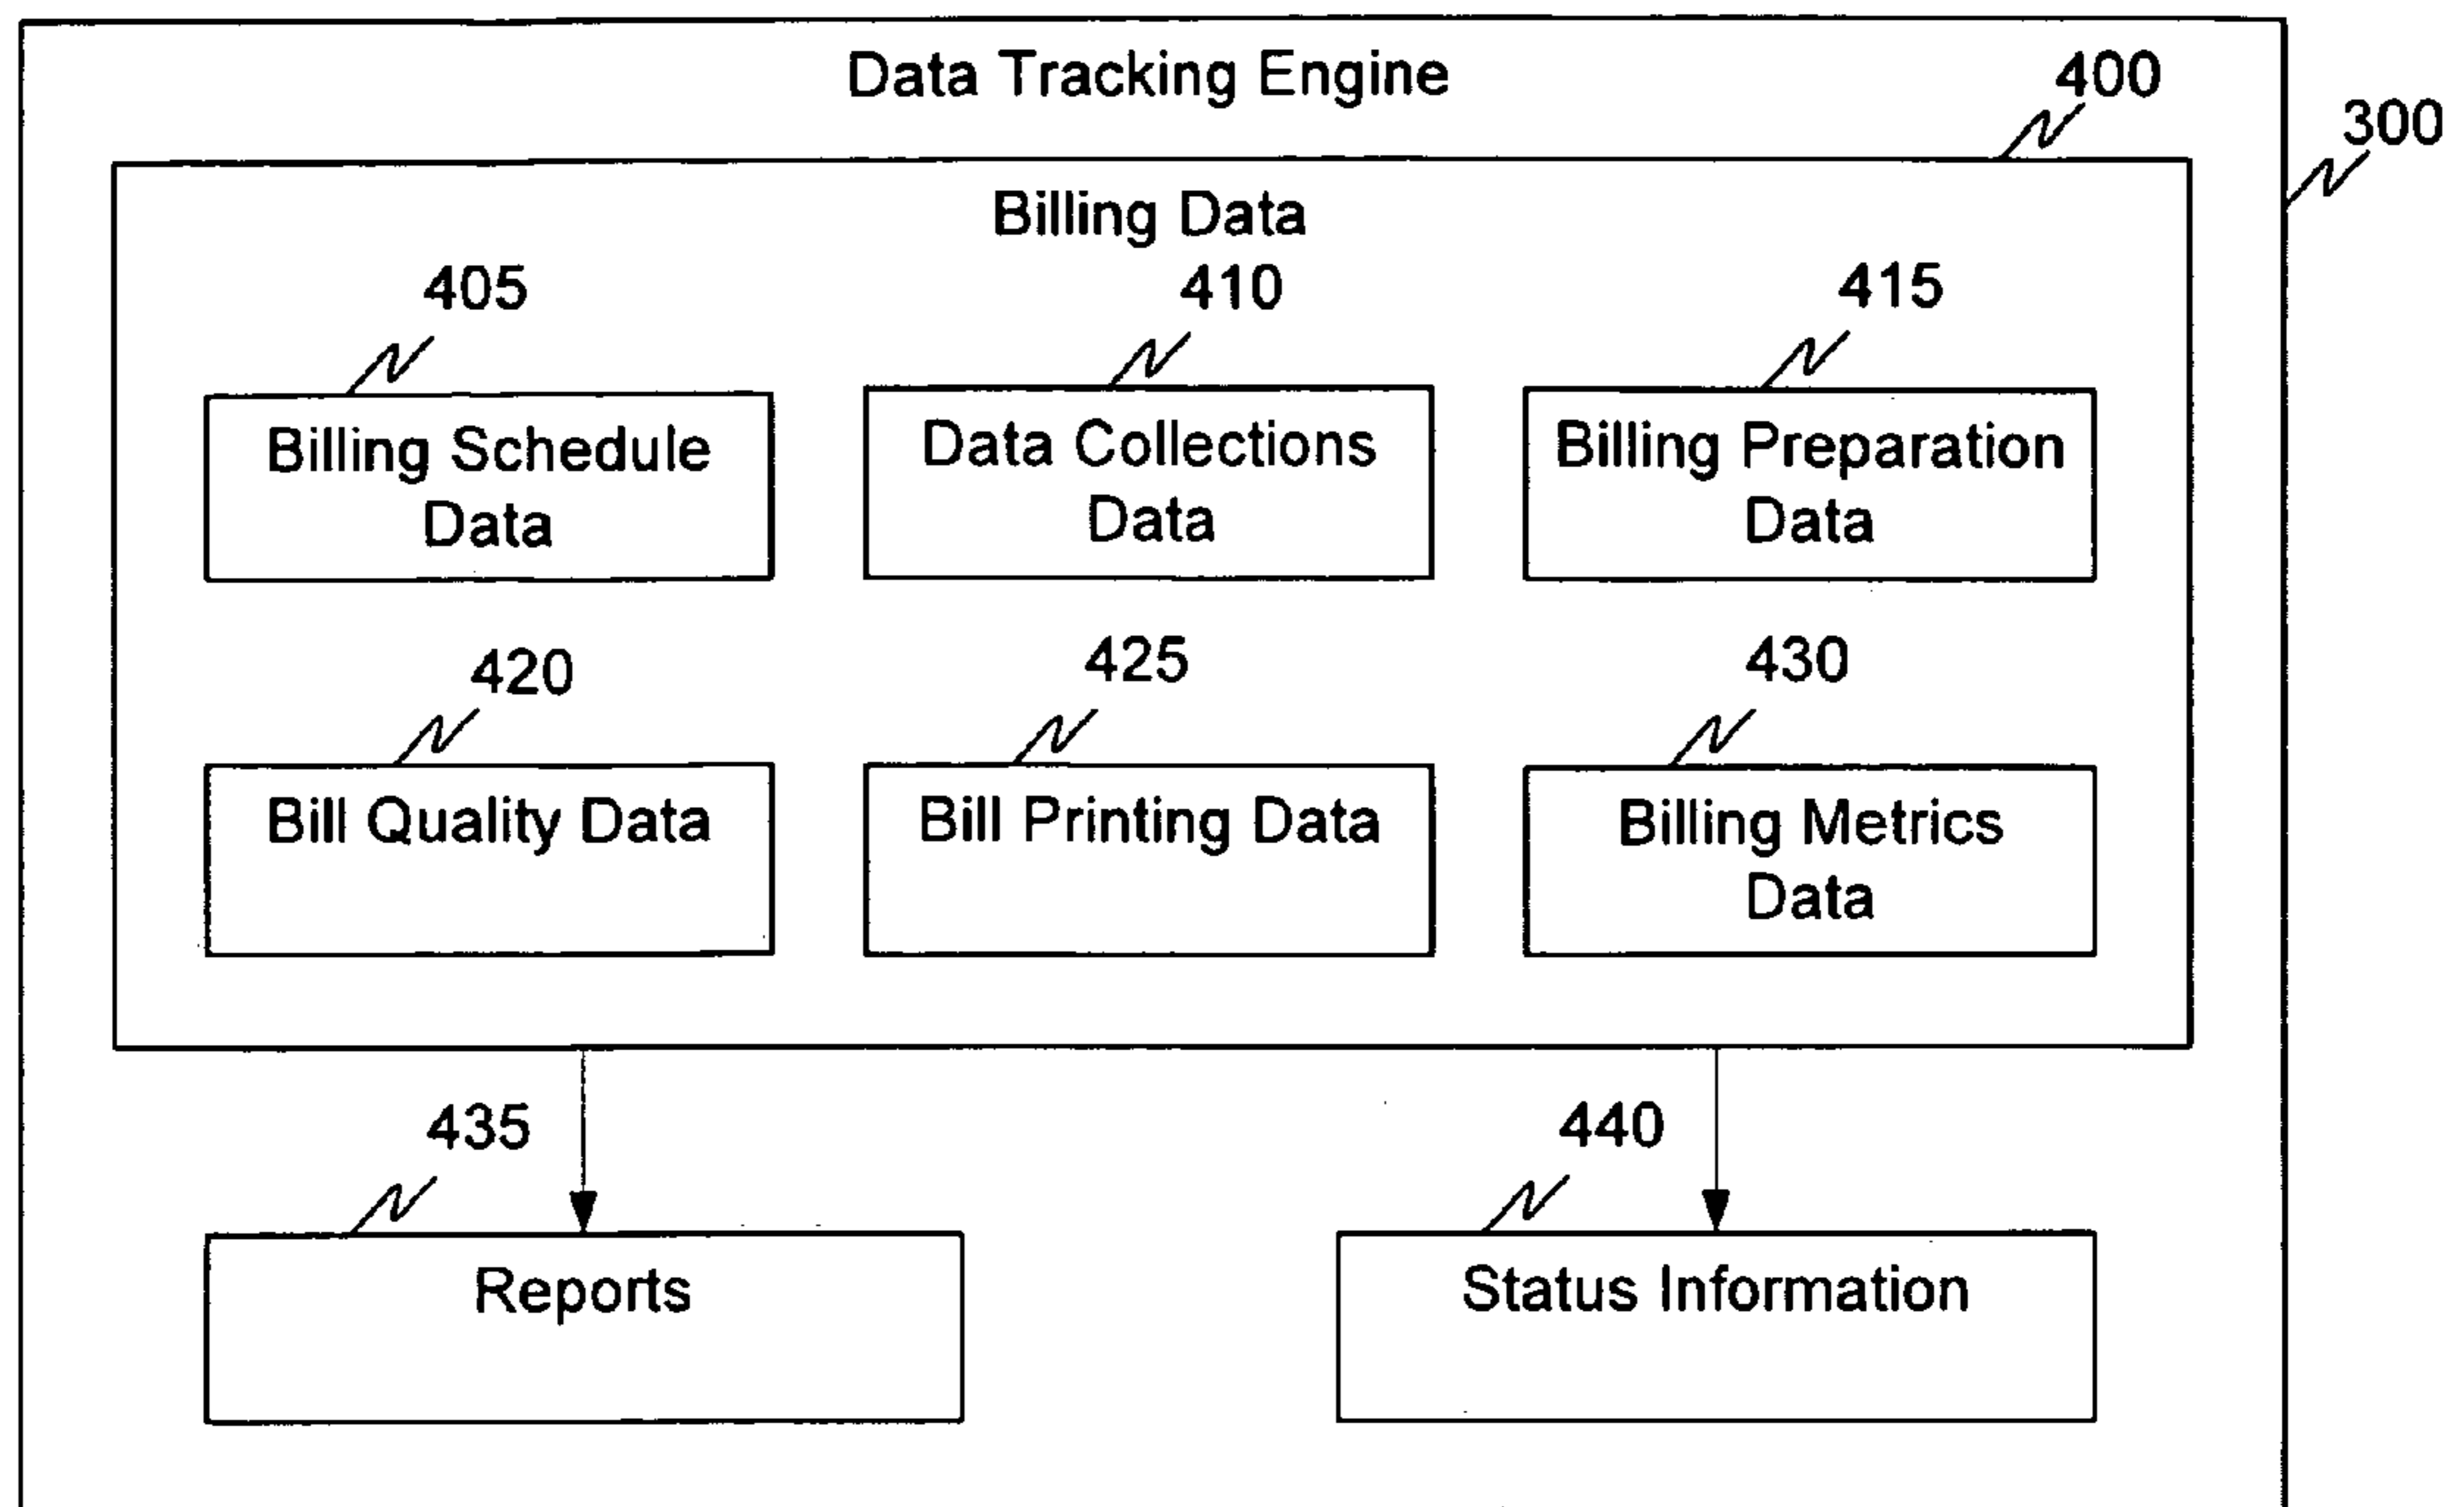 Data Tracking Engine
400
300
Billing Data
405
410
415
Billing Schedule
Data
Data Collections
Data
Billing Preparation
Data
420
425
430
Bill Quality Data
Bill Printing Data
Billing Metrics
Data
435
440
Reports
Status Information